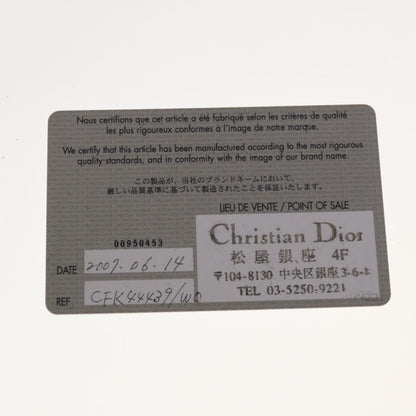 Nous certifions que cet article a été fabriqué selon les critères de qualité
les plus rigoureux conformes à l'image de notre marque.
We certify that this article has been manufactured according to the most rigourous
quality-standards, and in conformity with the image of our brand name.
この製品が、当社のブランドネームにおいて、
厳しい品質基準に基づいて製造されたことを保証いたします。
LIEU DE VENTE / POINT OF SALE
00950453
Christian Dior
松屋銀座 4F
〒104-8130 中央区銀座3-6-1
TEL 03-5250-9221
DATE 2007.06.14
REF CFK44429/WO